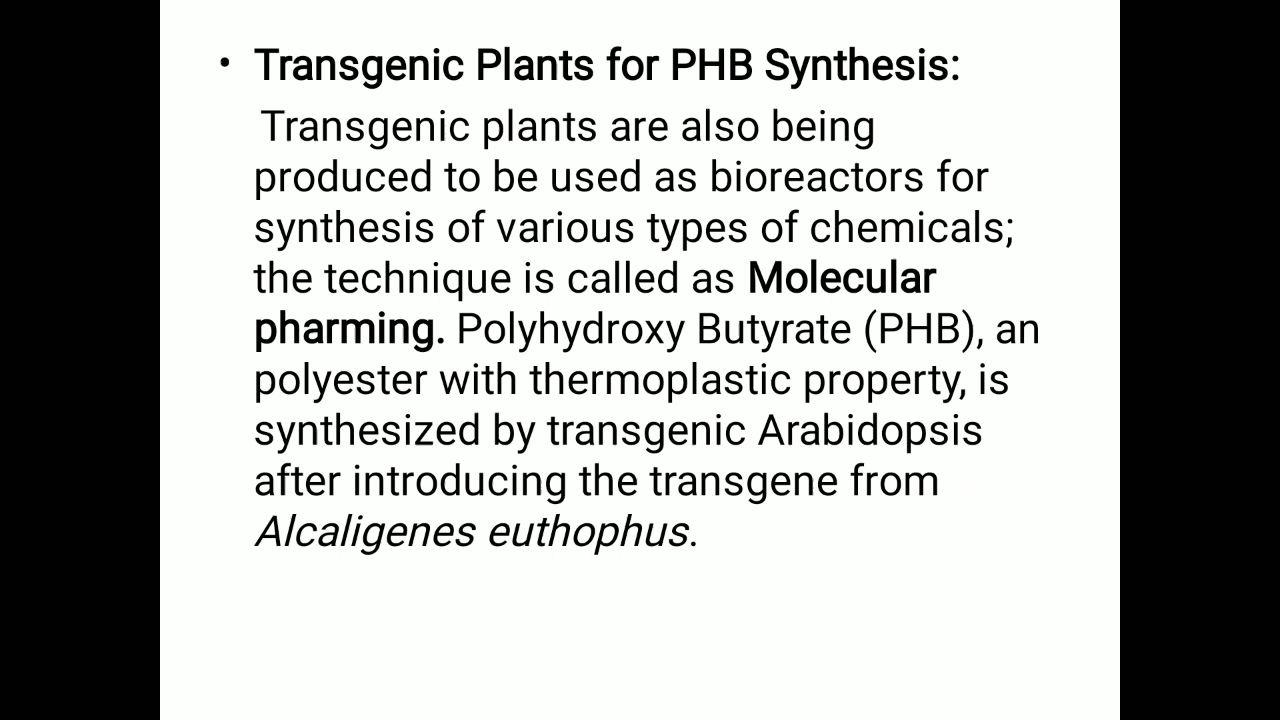 • Transgenic Plants for PHB Synthesis:
Transgenic plants are also being
produced to be used as bioreactors for
synthesis of various types of chemicals;
the technique is called as Molecular
pharming. Polyhydroxy Butyrate (PHB), an
polyester with thermoplastic property, is
synthesized by transgenic Arabidopsis
after introducing the transgene from
Alcaligenes euthophus.